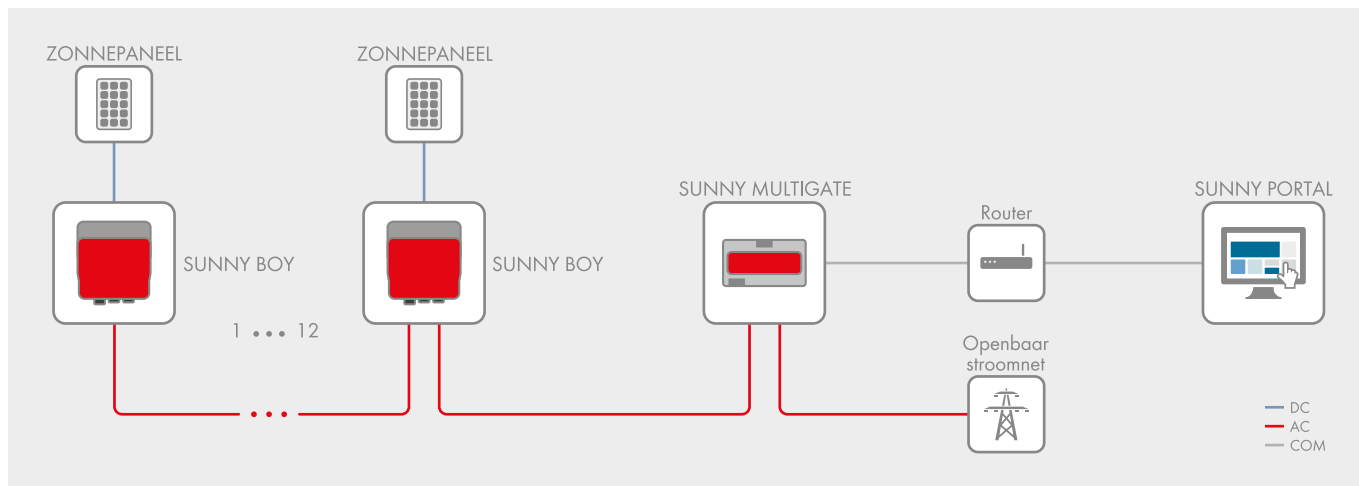 ZONNEPANEEL
ZONNEPANEEL
SUNNY MULTIGATE
SUNNY PORTAL
Router
SUNNY BOY
SUNNY BOY
1 ... 12
Openbaar
stroomnet
DC
AC
COM